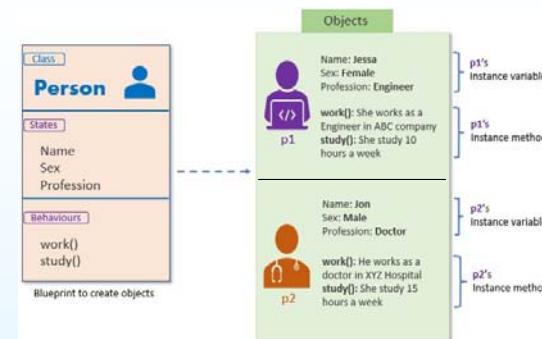 Class
Person
States
Name
Sex
Profession
Behaviours
work()
study()
Blueprint to create objects
Objects
Name: Jessa
Sex: Female
Profession: Engineer
work(): She works as a
Engineer in ABC company
study(): She study 10
hours a week
</>
p1
p1's
Instance variable
p1's
Instance metho
Name: Jon
Sex: Male
Profession: Doctor
work(): He works as a
doctor in XYZ Hospital
study(): She study 15
hours a week
p2
p2's
Instance variable
p2's
Instance metho